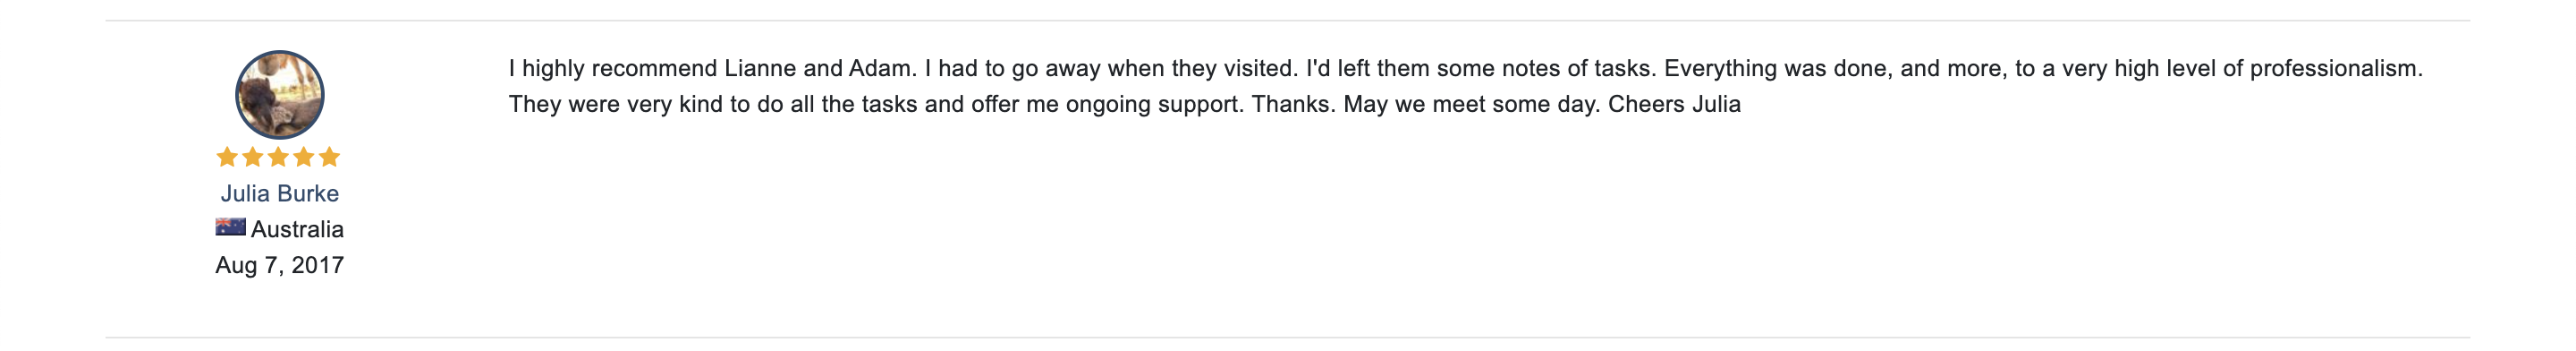 I highly recommend Lianne and Adam. I had to go away when they visited. I'd left them some notes of tasks. Everything was done, and more, to a very high level of professionalism.
They were very kind to do all the tasks and offer me ongoing support. Thanks. May we meet some day. Cheers Julia
Julia Burke
Australia
Aug 7, 2017